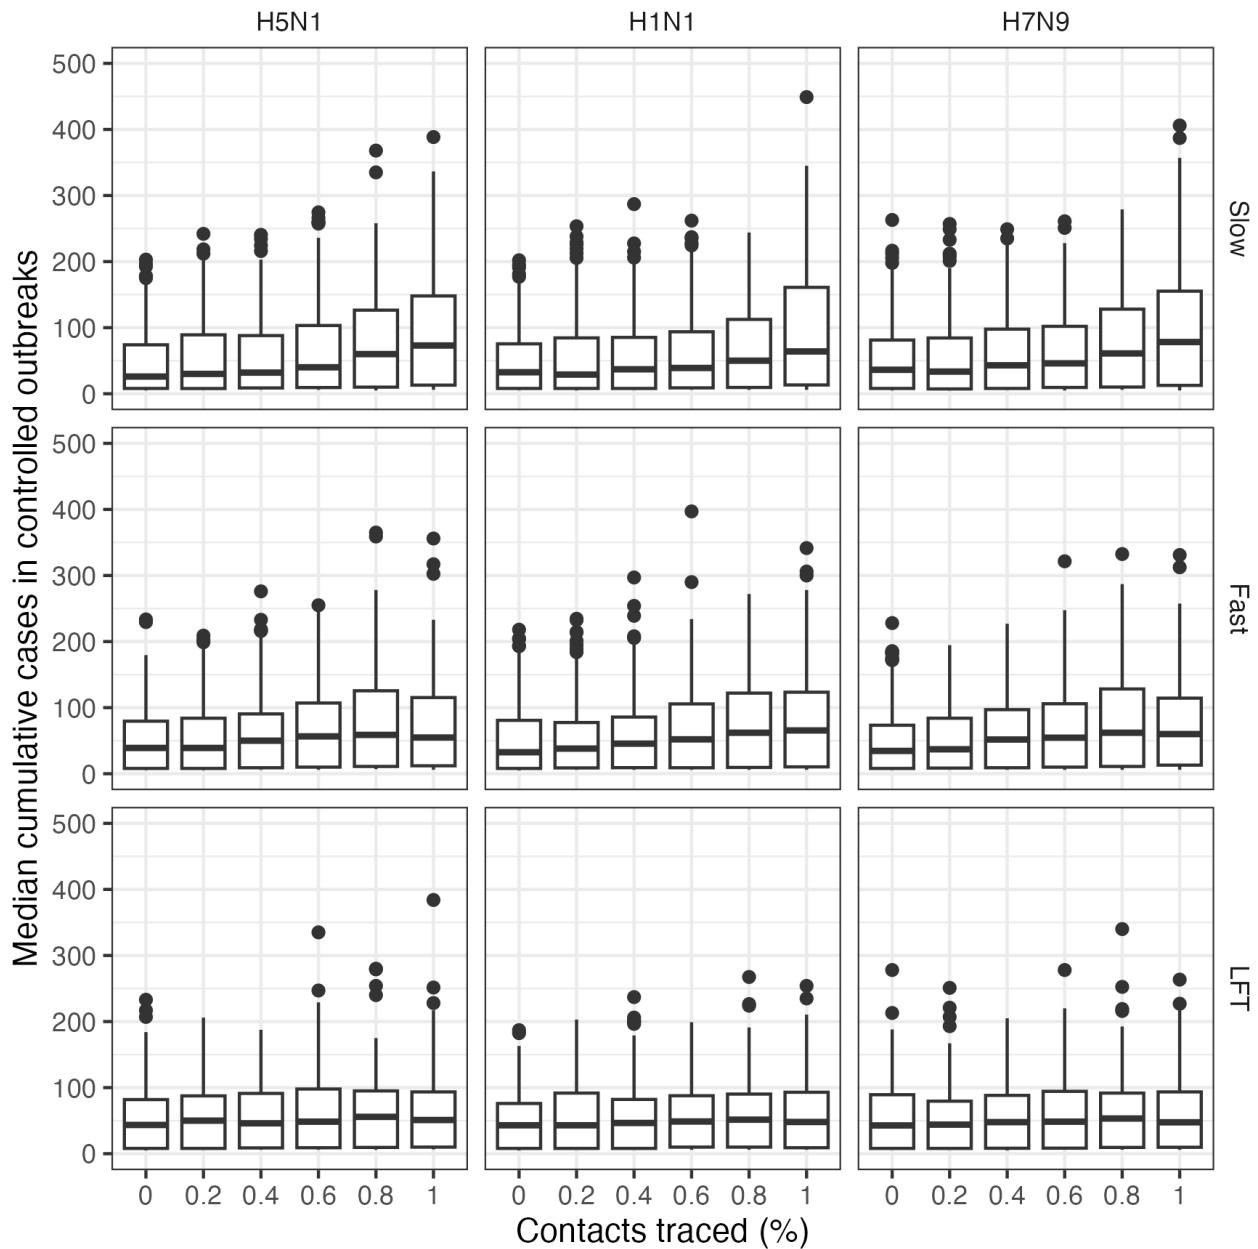 H5N1 H1N1 H7N9
500
400
300
200
100
0
Slow
500
400
300
200
100
0
Fast
500
400
300
200
100
0
LFT
0 0.2 0.4 0.6 0.8 1 0 0.2 0.4 0.6 0.8 1 0 0.2 0.4 0.6 0.8 1
Contacts traced (%)
Median cumulative cases in controlled outbreaks